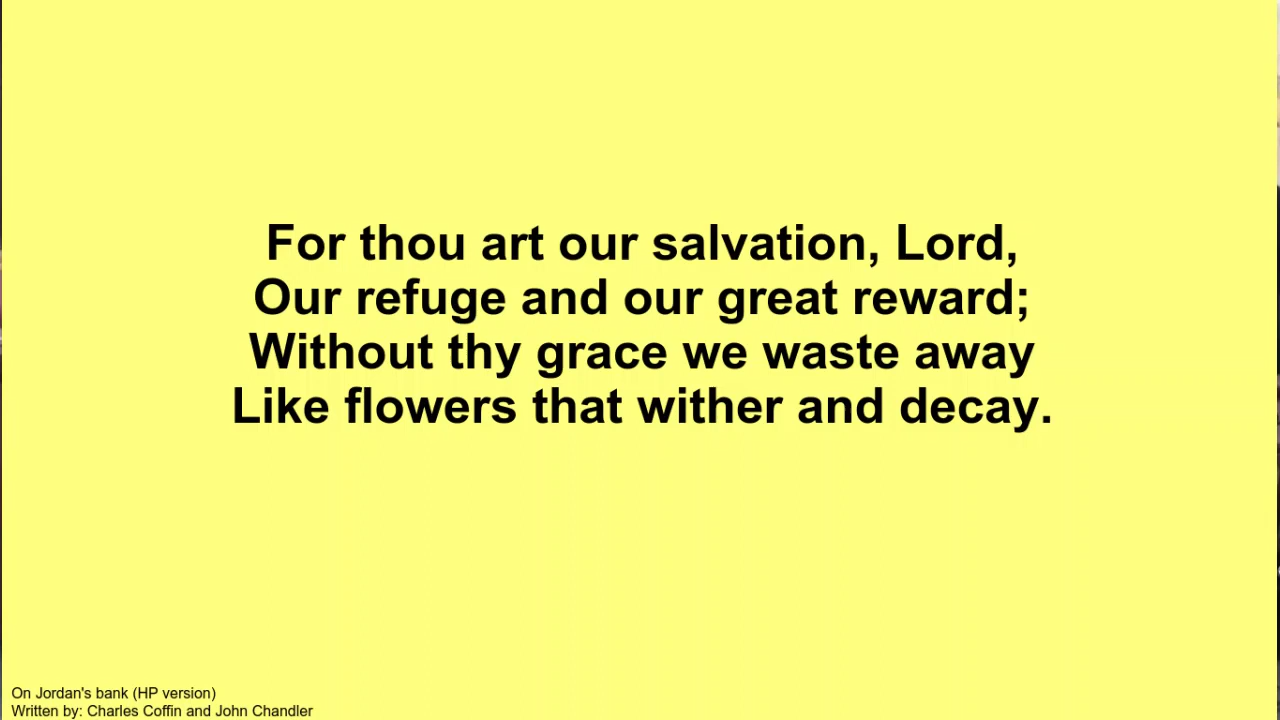 For thou art our salvation, Lord,
Our refuge and our great reward;
Without thy grace we waste away
Like flowers that wither and decay.
On Jordan's bank (HP version)
Written by: Charles Coffin and John Chandler